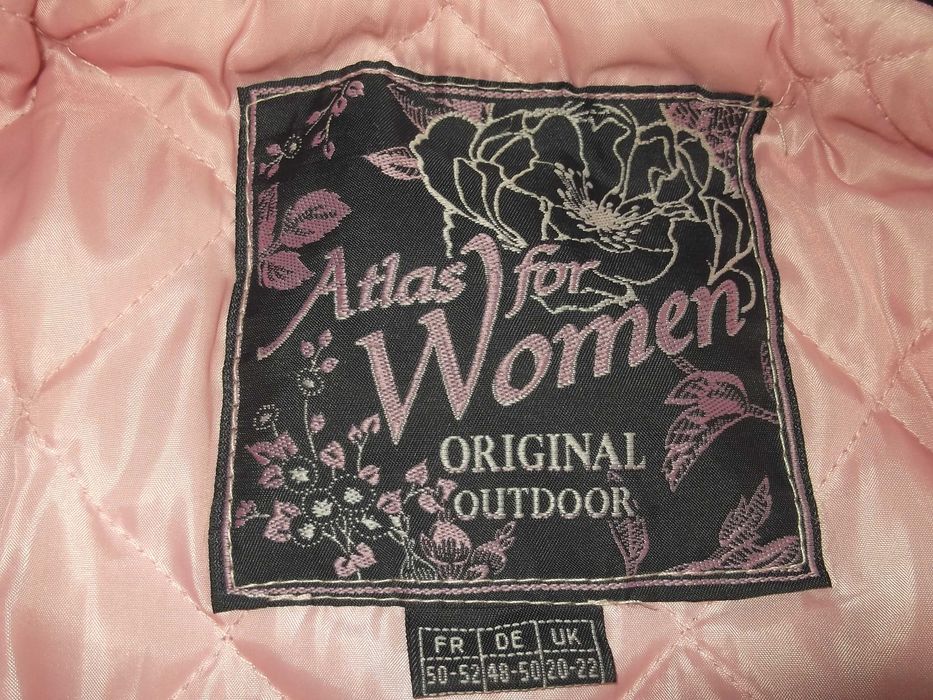 Atlas for
Women
ORIGINAL
OUTDOOR
FR DE UK
50-52 48-50 20-22